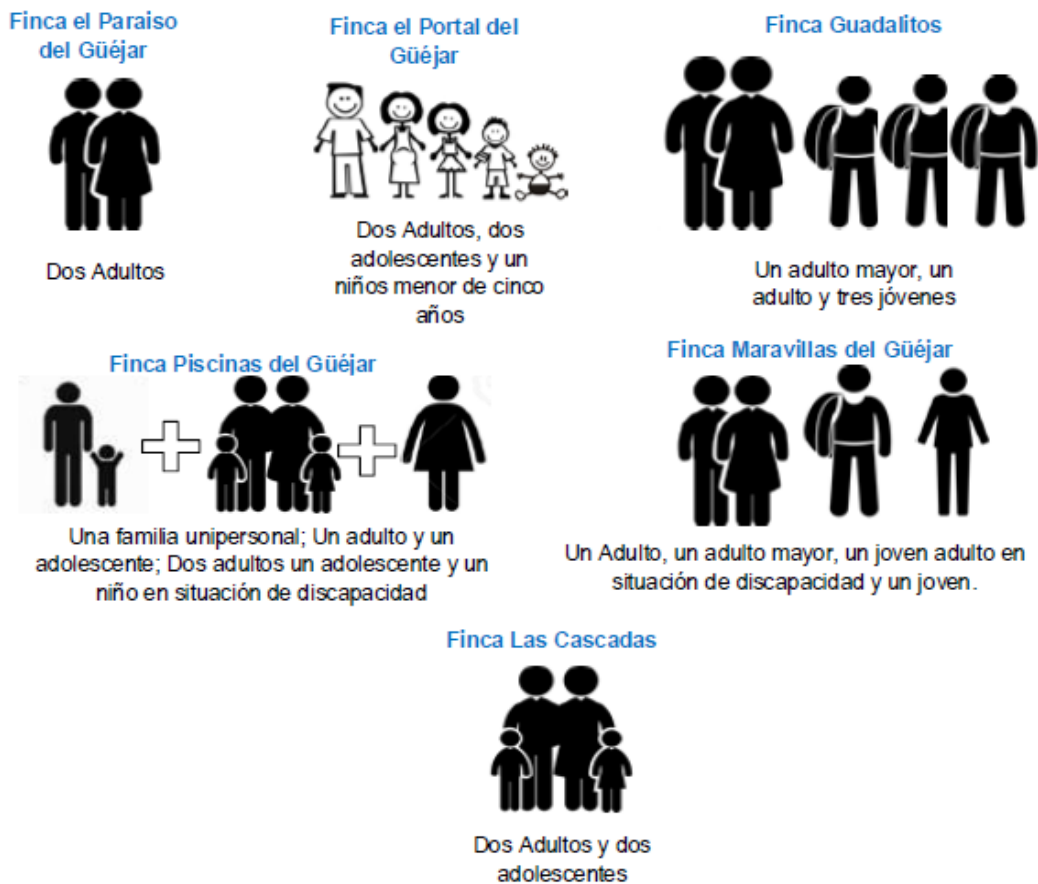 Finca el Paraiso
del Güéjar
Dos Adultos
Finca el Portal del
Güéjar
Dos Adultos, dos
adolescentes y un
niños menor de cinco
años
Finca Guadalitos
Un adulto mayor, un
adulto y tres jóvenes
Finca Piscinas del Güéjar
Una familia unipersonal; Un adulto y un
adolescente; Dos adultos un adolescente y un
niño en situación de discapacidad
Finca Maravillas del Güéjar
Un Adulto, un adulto mayor, un joven adulto en
situación de discapacidad y un joven.
Finca Las Cascadas
Dos Adultos y dos
adolescentes